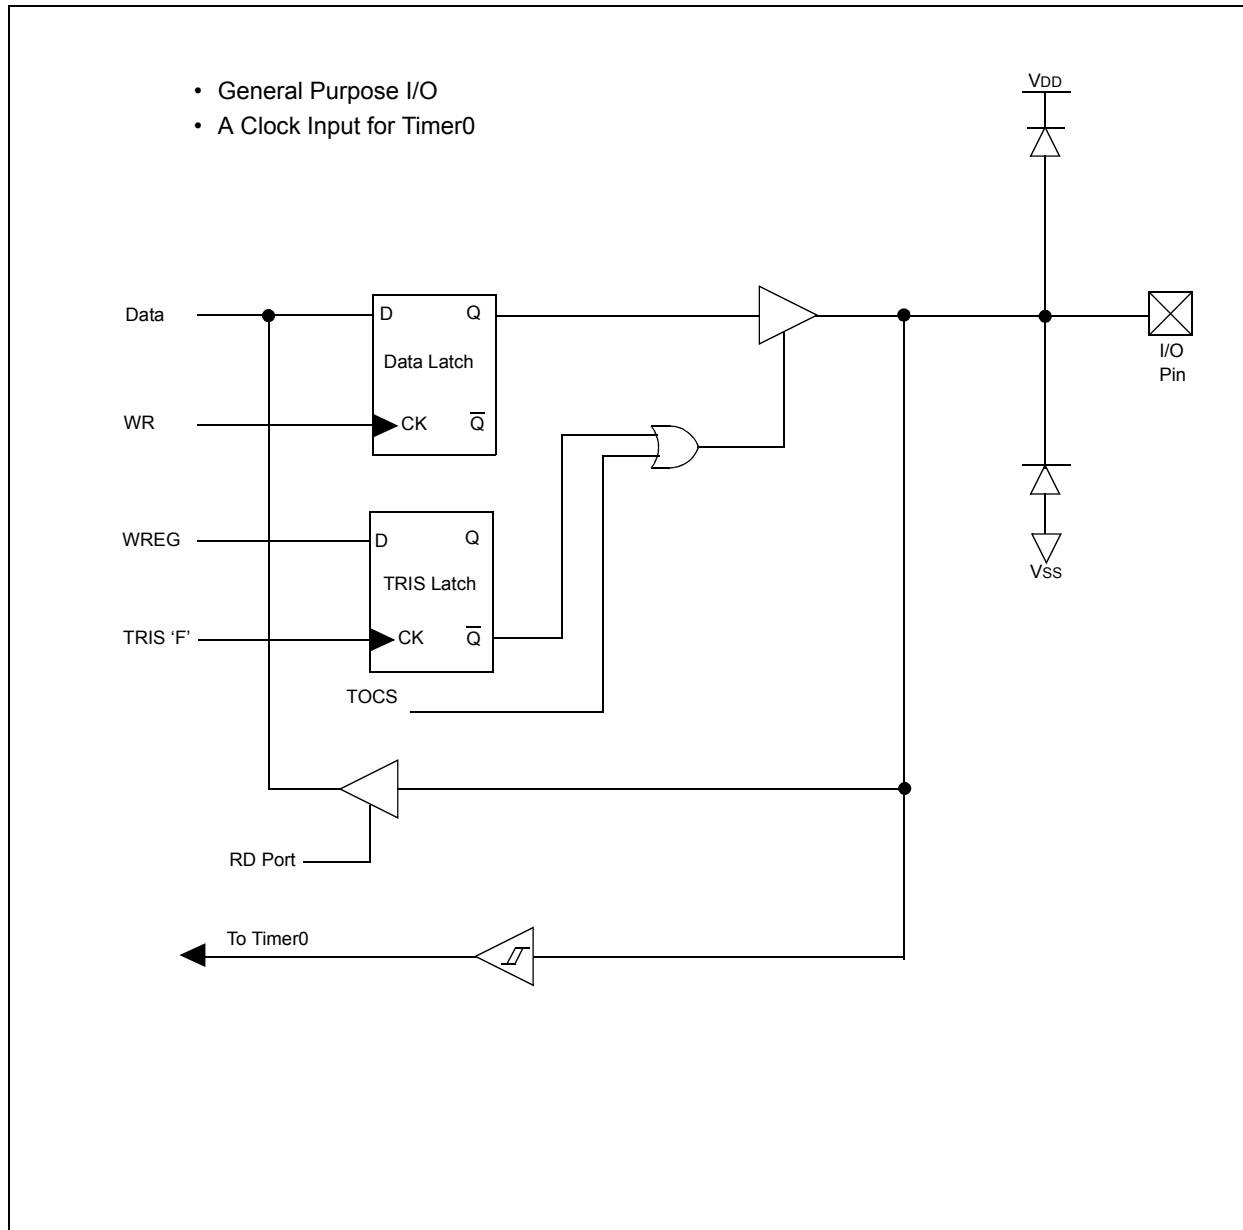 • General Purpose I/O
• A Clock Input for Timer0
VDD
Data
D
Q
Data Latch
I/O
Pin
WR
CK
Q̅
WREG
D
Q
TRIS Latch
VSS
TRIS ‘F’
CK
Q̅
TOCS
RD Port
To Timer0